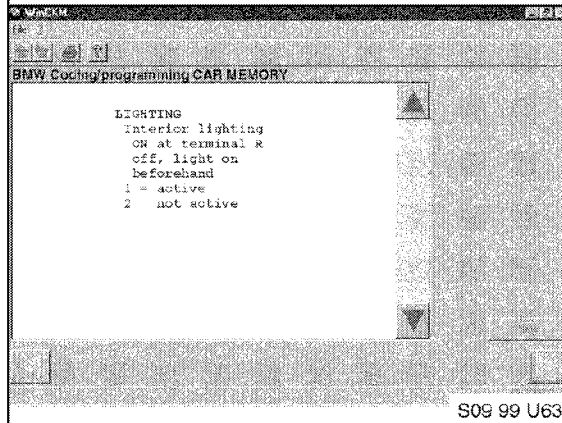 WinCKM
BMW Coding/programming CAR MEMORY
LIGHTING
Interior lighting
ON at terminal R
off, light on
beforehand
1 = active
2   not active
S09 99 U63